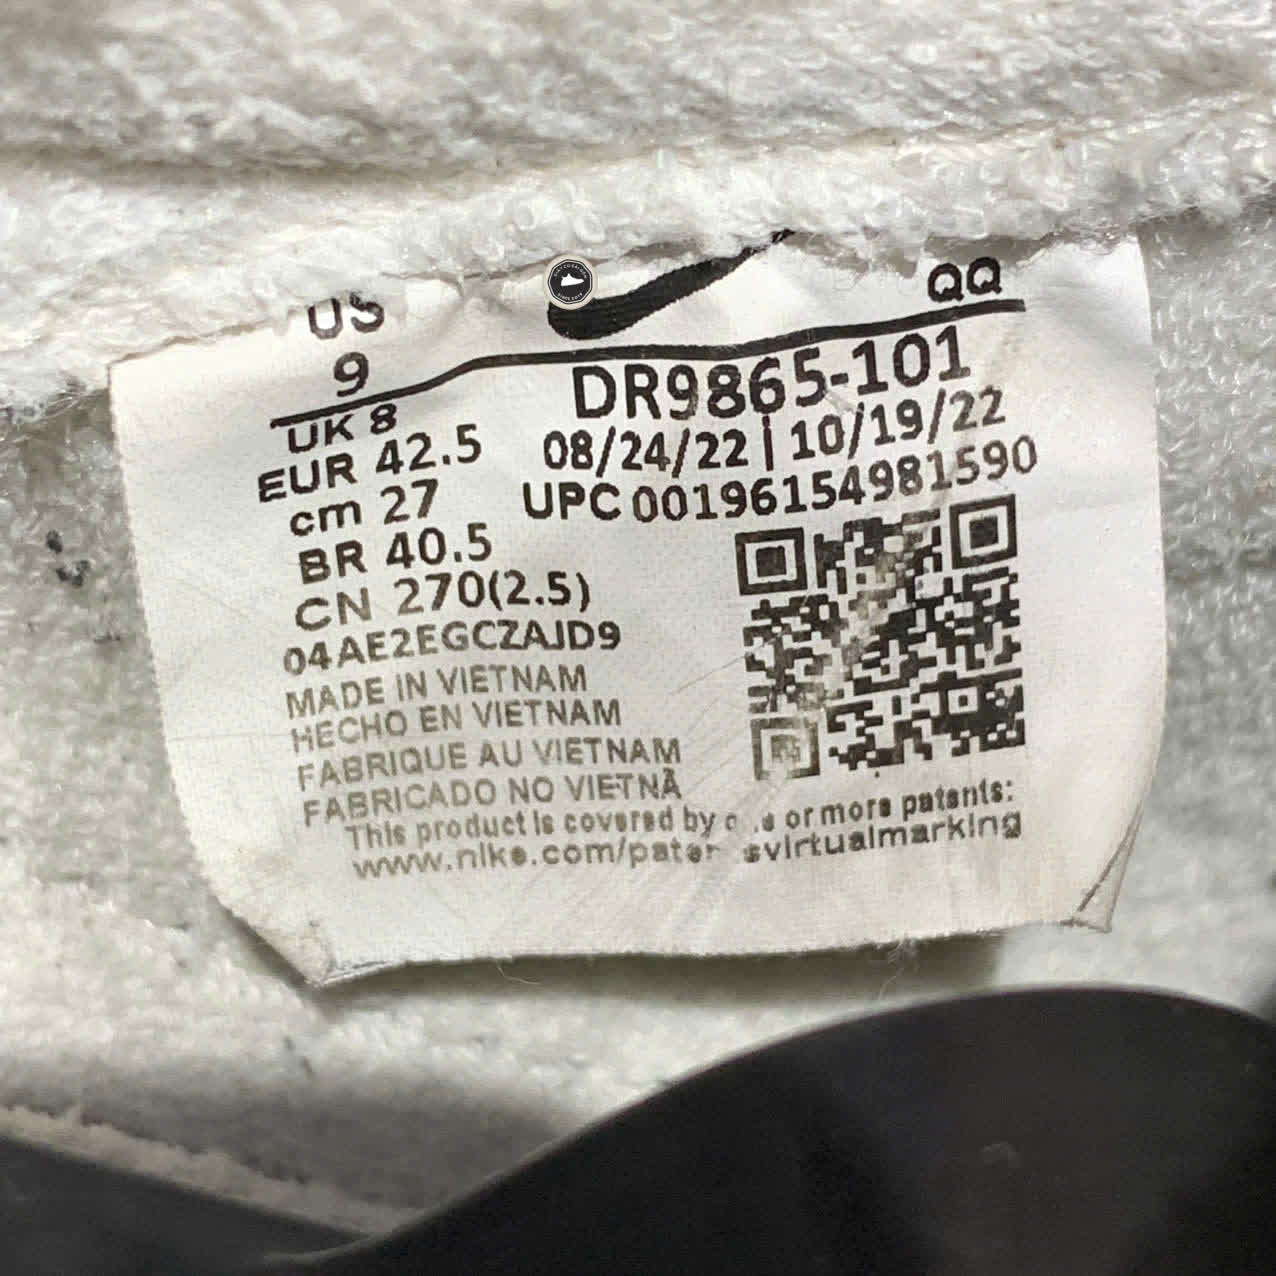 US
9
UK 8
EUR 42.5
cm 27
BR 40.5
CN 270(2.5)
04AE2EGCZAJD9
QQ
DR9865-101
08/24/22 | 10/19/22
UPC 00196154981590
MADE IN VIETNAM
HECHO EN VIETNAM
FABRIQUE AU VIETNAM
FABRICADO NO VIETNÃ
This product is covered by or more patents:
www.nike.com/paten svirtualmarking